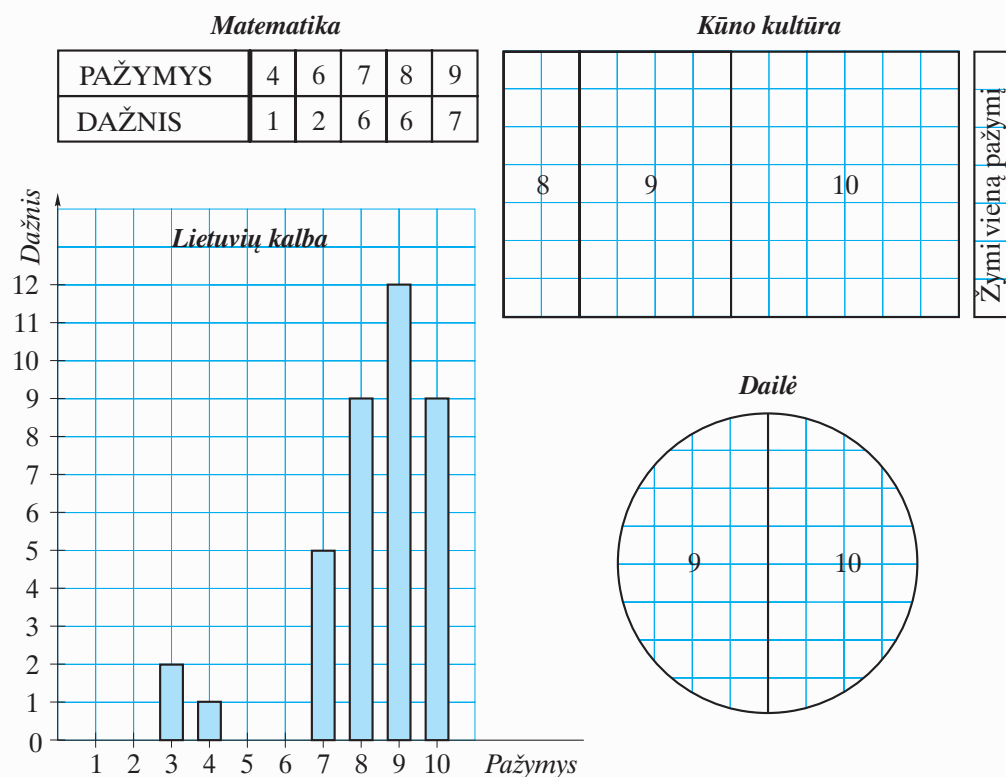 Matematika
PAŽYMYS 4 6 7 8 9
DAŽNIS 1 2 6 6 7
Kūno kultūra
8 9 10
Žymi vieną pažymį
Lietuvių kalba
Dažnis
12
11
10
9
8
7
6
5
4
3
2
1
0
1 2 3 4 5 6 7 8 9 10 Pažymys
Dailė
9 10